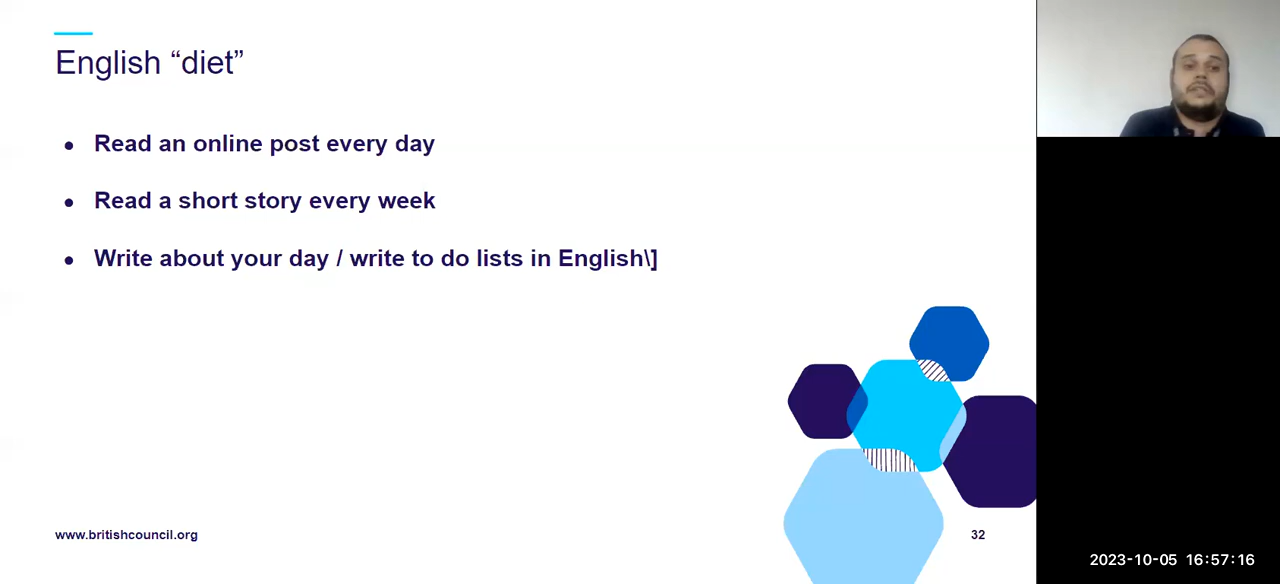 English “diet”
● Read an online post every day
● Read a short story every week
● Write about your day / write to do lists in English\]
www.britishcouncil.org
32
2023-10-05 16:57:16